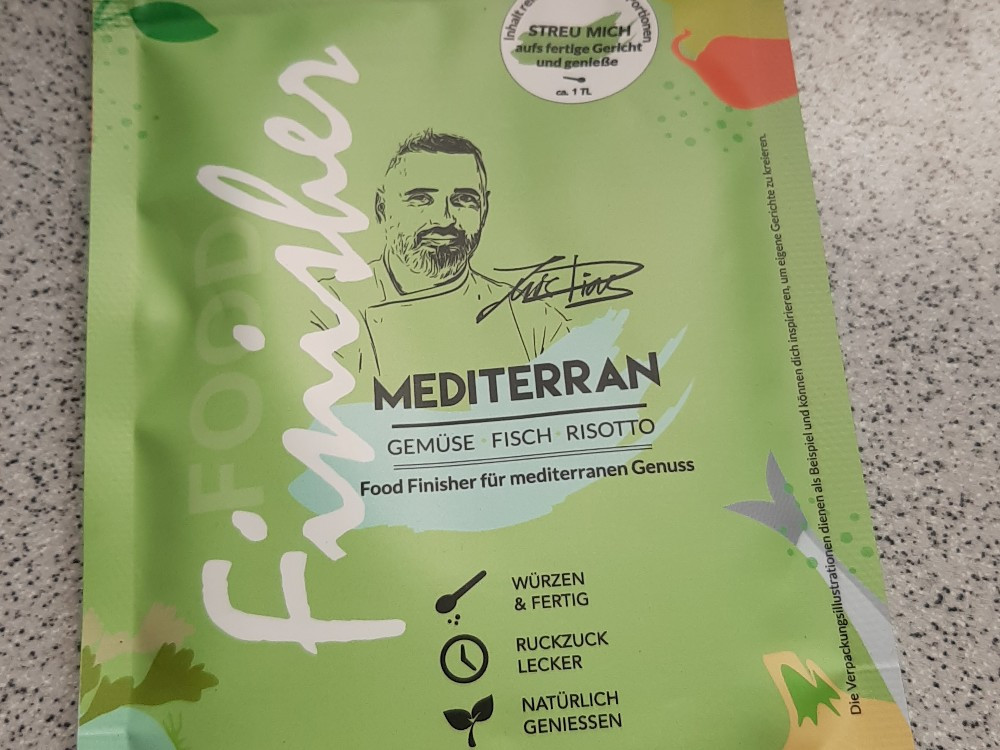 STREU MICH
aufs fertige Gericht
und genieße
ca. 1 TL
FOOD
Finisher
MEDITERRAN
GEMÜSE · FISCH · RISOTTO
Food Finisher für mediterranen Genuss
WÜRZEN
& FERTIG
RUCKZUCK
LECKER
NATÜRLICH
GENIESSEN
Die Verpackungsillustrationen dienen als Beispiel und können dich inspirieren, um eigene Gerichte zu kreieren.